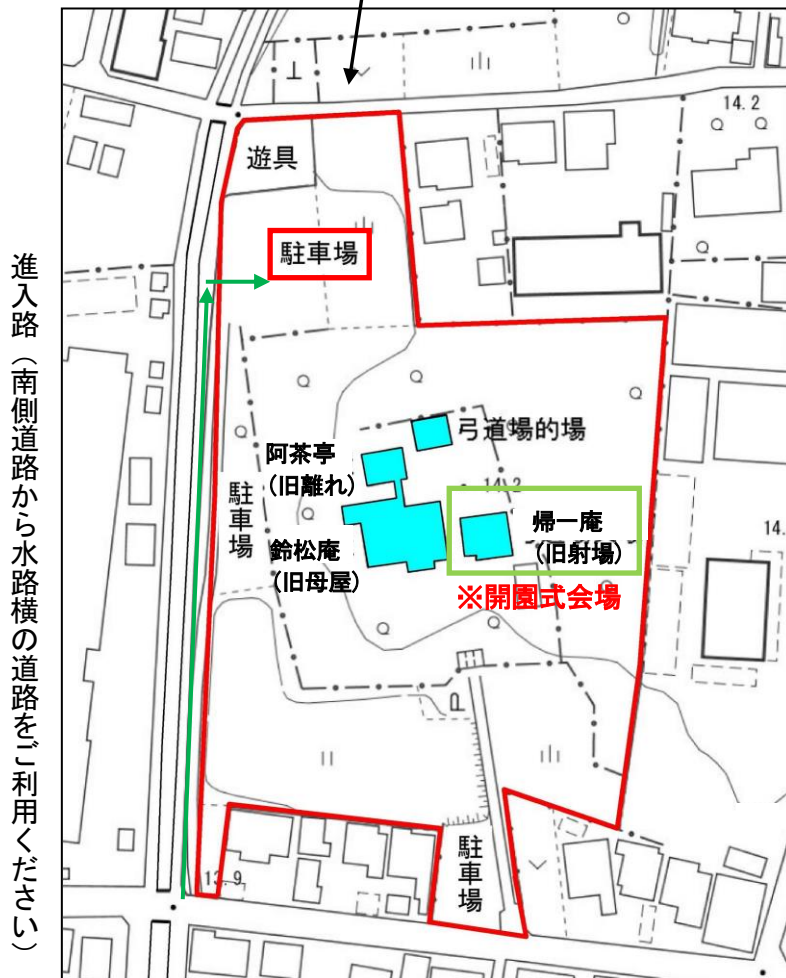 進入路（南側道路から水路横の道路をご利用ください）
14.2
遊具
駐車場
弓道場的場
阿茶亭
（旧離れ）
14.2
駐車場
帰一庵
（旧射場）
鈴松庵
（旧母屋）
※開園式会場
14.
駐車場
13.9